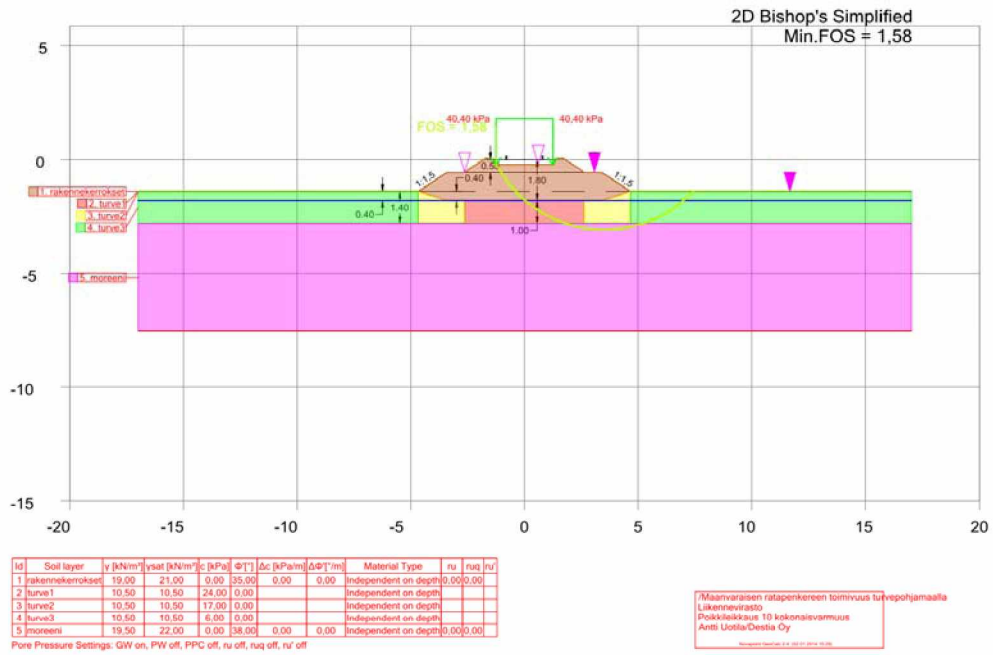 2D Bishop's Simplified
Min.FOS = 1,58
5
0
-5
-10
-15
-20
-15
-10
-5
0
5
10
15
20
40,40 kPa
40,40 kPa
FOS = 1,58
1:1,5
1:1,5
0.40
1.80
0.40
1.40
1.00
1. rakennekerrokset
2. turve1
3. turve2
4. turve3
5. moreeni
Id Soil layer γ [kN/m³] γsat [kN/m³] c [kPa] Φ'[°] Δc [kPa/m] ΔΦ'[°/m] Material Type ru ruq ru'
1 rakennekerrokset 19,00 21,00 0,00 35,00 0,00 0,00 Independent on depth 0,00 0,00
2 turve1 10,50 10,50 24,00 0,00 Independent on depth
3 turve2 10,50 10,50 17,00 0,00 Independent on depth
4 turve3 10,50 10,50 6,00 0,00 Independent on depth
5 moreeni 19,50 22,00 0,00 38,00 0,00 0,00 Independent on depth 0,00 0,00
Pore Pressure Settings: GW on, PW off, PPC off, ru off, ruq off, ru' off
/Maanvaraisen ratapenkereen toimivuus turvepohjamaalla
Liikennevirasto
Poikkileikkaus 10 kokonaisvarmuus
Antti Uotila/Destia Oy